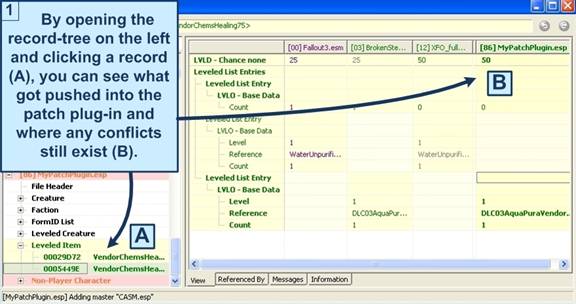 1
By opening the
record-tree on the left
and clicking a record
(A), you can see what
got pushed into the
patch plug-in and
where any conflicts
still exist (B).
ndorChemsHealing75>
[00] Fallout3.esm [03] BrokenSte... [12] XFO_full... [86] MyPatchPlugin.esp
LVLD - Chance none 25 25 50 50
Leveled List Entries
Leveled List Entry
LVLO - Base Data
Count 1 1 0 0
Leveled List Entry
LVLO - Base Data
Level 1 1
Reference WaterUnpurifi... WaterUnpurifi...
Count 1 1
Leveled List Entry
LVLO - Base Data
Level 1 1
Reference DLC03AquaPura... DLC03AquaPuraVendor...
Count 1 1
B
[86] MyPatchPlugin.esp
File Header
Creature
Faction
FormID List
Leveled Creature
Leveled Item
00029D72 VendorChemsHea...
0005449E VendorChemsHea...
Non-Player Character
A
View Referenced By Messages Information
[MyPatchPlugin.esp] Adding master "CASM.esp"